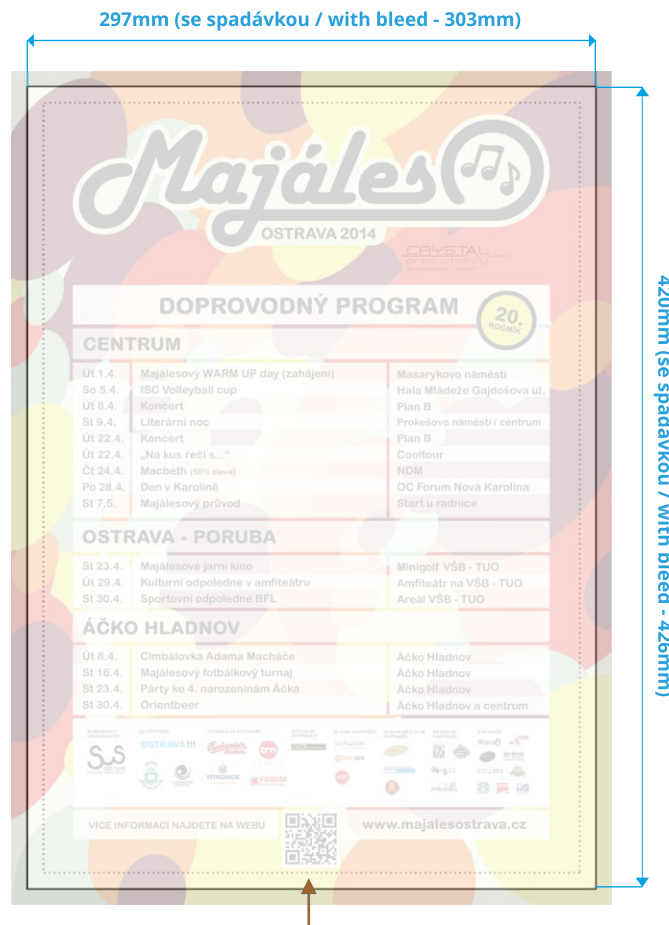 297mm (se spadávkou / with bleed - 303mm)
420mm (se spadávkou / with bleed - 426mm)
Majáles
OSTRAVA 2014
CRYSTAL
DOPROVODNÝ PROGRAM
20.
ROČNÍK
CENTRUM
Út 1.4. Majálesový WARM UP day (zahájení) Masarykovo náměstí
So 5.4. ISC Volleyball cup Hala Mládeže Gajdošova ul.
Út 8.4. Koncert Plan B
St 9.4. Literární noc Prokešovo náměstí / centrum
Út 22.4. Koncert Plan B
Út 22.4. „Na kus řeči s...“ Cooltour
Čt 24.4. Macbeth (50% sleva) NDM
Po 28.4. Den v Karolině OC Forum Nová Karolina
St 7.5. Majálesový průvod Start u radnice
OSTRAVA - PORUBA
St 23.4. Majálesové jarní kino Minigolf VŠB - TUO
Út 29.4. Kulturní odpoledne v amfiteátru Amfiteátr na VŠB - TUO
St 30.4. Sportovní odpoledne BFL Areál VŠB - TUO
ÁČKO HLADNOV
Út 8.4. Cimbálovka Adama Macháče Áčko Hladnov
St 16.4. Majálesový fotbálkový turnaj Áčko Hladnov
St 23.4. Párty ke 4. narozeninám Áčka Áčko Hladnov
St 30.4. Orientbeer Áčko Hladnov a centrum
SUS
OSTRAVA!!!
VÍTKOVICE
FORUM
VÍCE INFORMACÍ NAJDETE NA WEBU
www.majalesostrava.cz